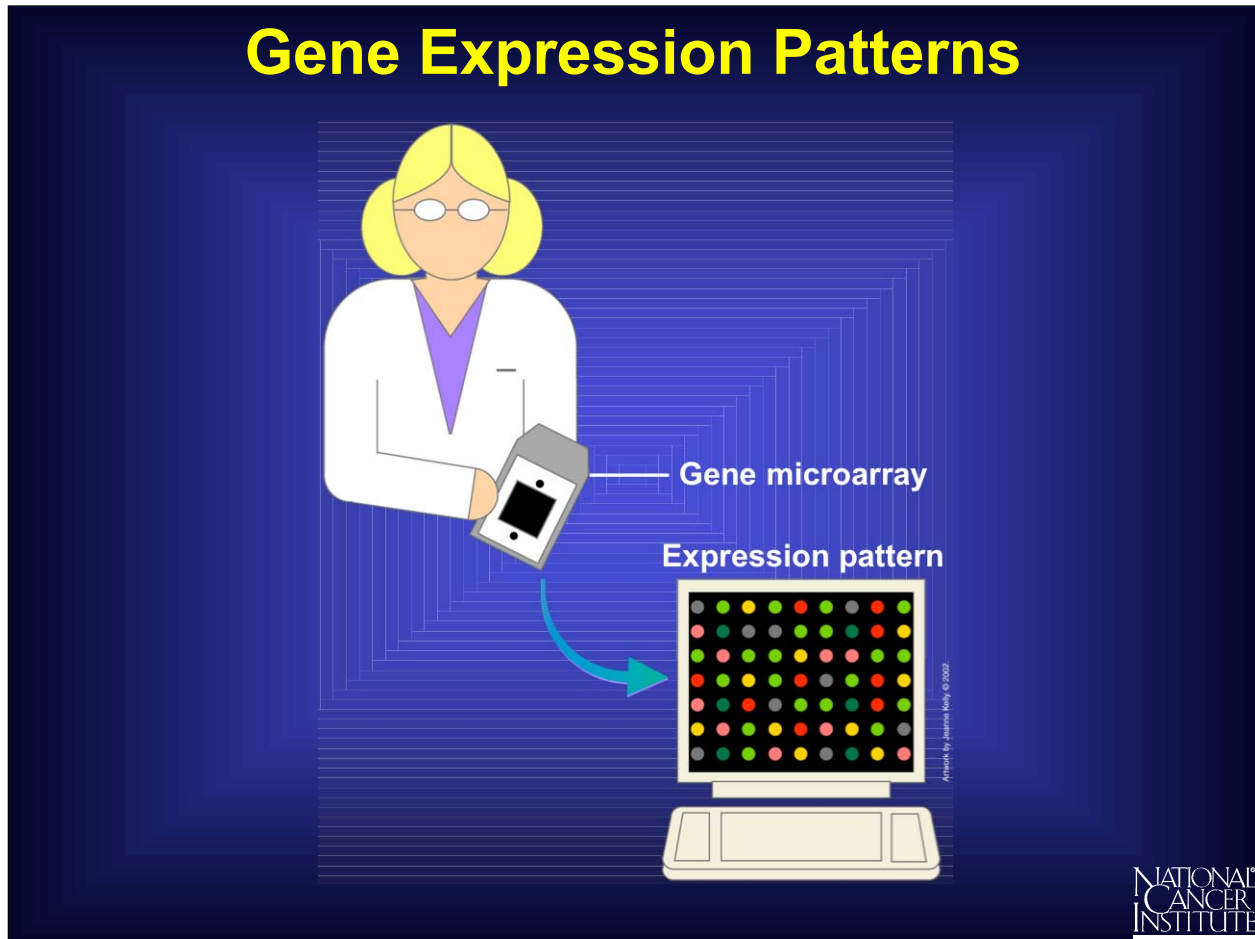 Gene Expression Patterns
Gene microarray
Expression pattern
Artwork by Jeanne Kelly © 2002.
NATIONAL®
CANCER
INSTITUTE